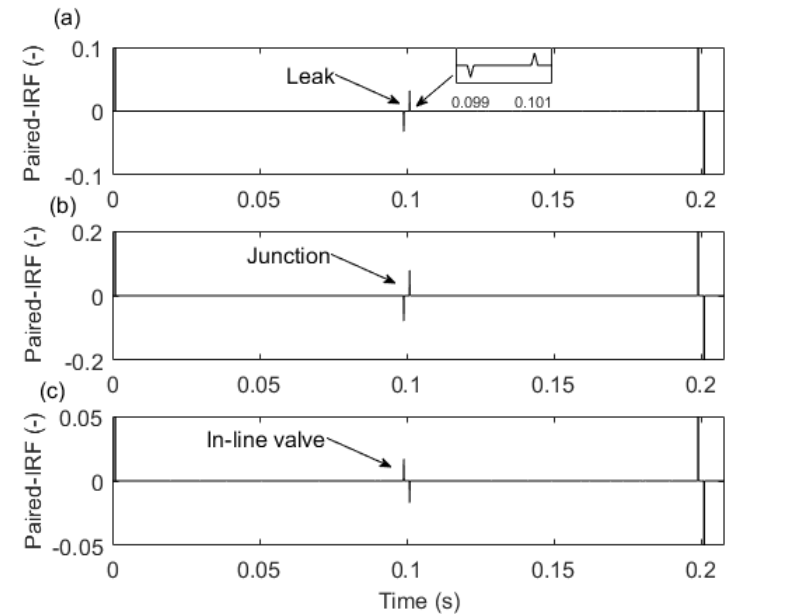 (a)
Paired-IRF (-)
0.1
0
-0.1
Leak
0.099 0.101
0 0.05 0.1 0.15 0.2
(b)
Paired-IRF (-)
0.2
0
-0.2
Junction
0 0.05 0.1 0.15 0.2
(c)
Paired-IRF (-)
0.05
0
-0.05
In-line valve
0 0.05 0.1 0.15 0.2
Time (s)